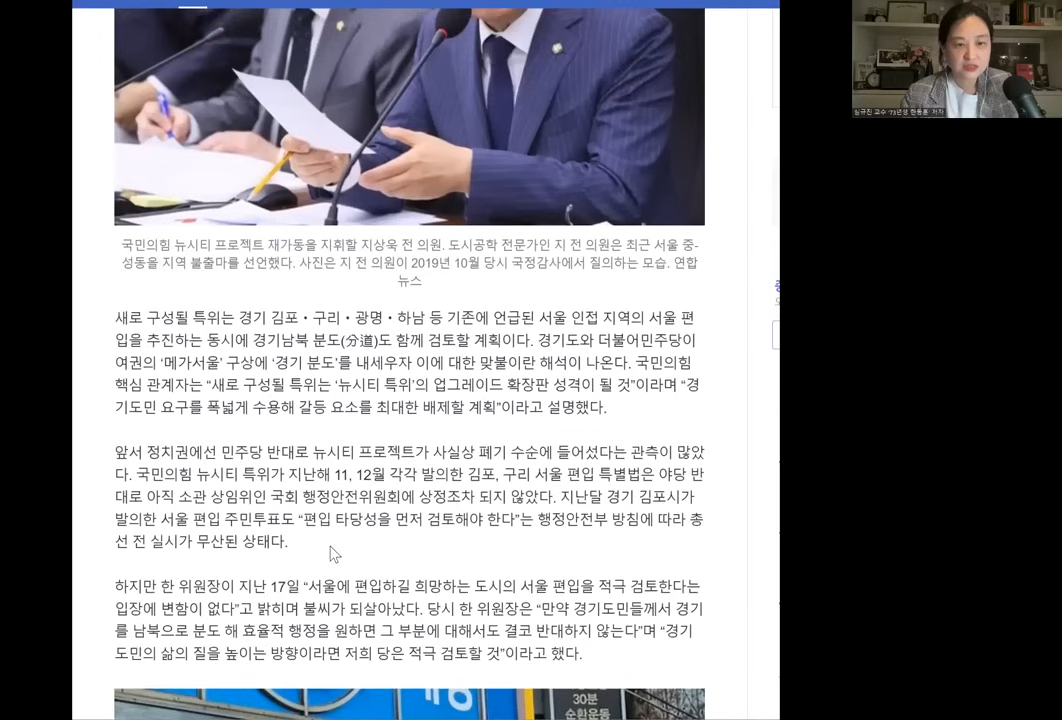 심규진 교수 '73년생 한동훈' 저자
국민의힘 뉴시티 프로젝트 재가동을 지휘할 지상욱 전 의원. 도시공학 전문가인 지 전 의원은 최근 서울 중-
성동을 지역 불출마를 선언했다. 사진은 지 전 의원이 2019년 10월 당시 국정감사에서 질의하는 모습. 연합
뉴스
새로 구성될 특위는 경기 김포・구리・광명・하남 등 기존에 언급된 서울 인접 지역의 서울 편
입을 추진하는 동시에 경기남북 분도(分道)도 함께 검토할 계획이다. 경기도와 더불어민주당이
여권의 ‘메가서울’ 구상에 ‘경기 분도’를 내세우자 이에 대한 맞불이란 해석이 나온다. 국민의힘
핵심 관계자는 “새로 구성될 특위는 ‘뉴시티 특위’의 업그레이드 확장판 성격이 될 것”이라며 “경
기도민 요구를 폭넓게 수용해 갈등 요소를 최대한 배제할 계획”이라고 설명했다.
앞서 정치권에선 민주당 반대로 뉴시티 프로젝트가 사실상 폐기 수순에 들어섰다는 관측이 많았
다. 국민의힘 뉴시티 특위가 지난해 11, 12월 각각 발의한 김포, 구리 서울 편입 특별법은 야당 반
대로 아직 소관 상임위인 국회 행정안전위원회에 상정조차 되지 않았다. 지난달 경기 김포시가
발의한 서울 편입 주민투표도 “편입 타당성을 먼저 검토해야 한다”는 행정안전부 방침에 따라 총
선 전 실시가 무산된 상태다.
하지만 한 위원장이 지난 17일 “서울에 편입하길 희망하는 도시의 서울 편입을 적극 검토한다는
입장에 변함이 없다”고 밝히며 불씨가 되살아났다. 당시 한 위원장은 “만약 경기도민들께서 경기
를 남북으로 분도 해 효율적 행정을 원하면 그 부분에 대해서도 결코 반대하지 않는다”며 “경기
도민의 삶의 질을 높이는 방향이라면 저희 당은 적극 검토할 것”이라고 했다.
30분
순환운동